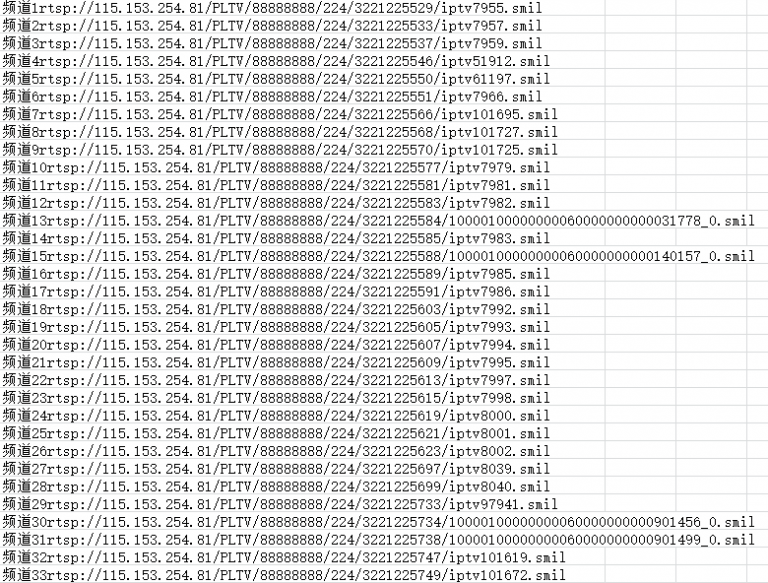 频道1rtsp://115.153.254.81/PLTV/88888888/224/3221225529/iptv7955.smil
频道2rtsp://115.153.254.81/PLTV/88888888/224/3221225533/iptv7957.smil
频道3rtsp://115.153.254.81/PLTV/88888888/224/3221225537/iptv7959.smil
频道4rtsp://115.153.254.81/PLTV/88888888/224/3221225546/iptv51912.smil
频道5rtsp://115.153.254.81/PLTV/88888888/224/3221225550/iptv61197.smil
频道6rtsp://115.153.254.81/PLTV/88888888/224/3221225551/iptv7966.smil
频道7rtsp://115.153.254.81/PLTV/88888888/224/3221225566/iptv101695.smil
频道8rtsp://115.153.254.81/PLTV/88888888/224/3221225568/iptv101727.smil
频道9rtsp://115.153.254.81/PLTV/88888888/224/3221225570/iptv101725.smil
频道10rtsp://115.153.254.81/PLTV/88888888/224/3221225577/iptv7979.smil
频道11rtsp://115.153.254.81/PLTV/88888888/224/3221225581/iptv7981.smil
频道12rtsp://115.153.254.81/PLTV/88888888/224/3221225583/iptv7982.smil
频道13rtsp://115.153.254.81/PLTV/88888888/224/3221225584/10000100000000060000000000031778_0.smil
频道14rtsp://115.153.254.81/PLTV/88888888/224/3221225585/iptv7983.smil
频道15rtsp://115.153.254.81/PLTV/88888888/224/3221225588/10000100000000060000000000140157_0.smil
频道16rtsp://115.153.254.81/PLTV/88888888/224/3221225589/iptv7985.smil
频道17rtsp://115.153.254.81/PLTV/88888888/224/3221225591/iptv7986.smil
频道18rtsp://115.153.254.81/PLTV/88888888/224/3221225603/iptv7992.smil
频道19rtsp://115.153.254.81/PLTV/88888888/224/3221225605/iptv7993.smil
频道20rtsp://115.153.254.81/PLTV/88888888/224/3221225607/iptv7994.smil
频道21rtsp://115.153.254.81/PLTV/88888888/224/3221225609/iptv7995.smil
频道22rtsp://115.153.254.81/PLTV/88888888/224/3221225613/iptv7997.smil
频道23rtsp://115.153.254.81/PLTV/88888888/224/3221225615/iptv7998.smil
频道24rtsp://115.153.254.81/PLTV/88888888/224/3221225619/iptv8000.smil
频道25rtsp://115.153.254.81/PLTV/88888888/224/3221225621/iptv8001.smil
频道26rtsp://115.153.254.81/PLTV/88888888/224/3221225623/iptv8002.smil
频道27rtsp://115.153.254.81/PLTV/88888888/224/3221225697/iptv8039.smil
频道28rtsp://115.153.254.81/PLTV/88888888/224/3221225699/iptv8040.smil
频道29rtsp://115.153.254.81/PLTV/88888888/224/3221225733/iptv97941.smil
频道30rtsp://115.153.254.81/PLTV/88888888/224/3221225734/10000100000000060000000000901456_0.smil
频道31rtsp://115.153.254.81/PLTV/88888888/224/3221225738/10000100000000060000000000901499_0.smil
频道32rtsp://115.153.254.81/PLTV/88888888/224/3221225747/iptv101619.smil
频道33rtsp://115.153.254.81/PLTV/88888888/224/3221225749/iptv101672.smil